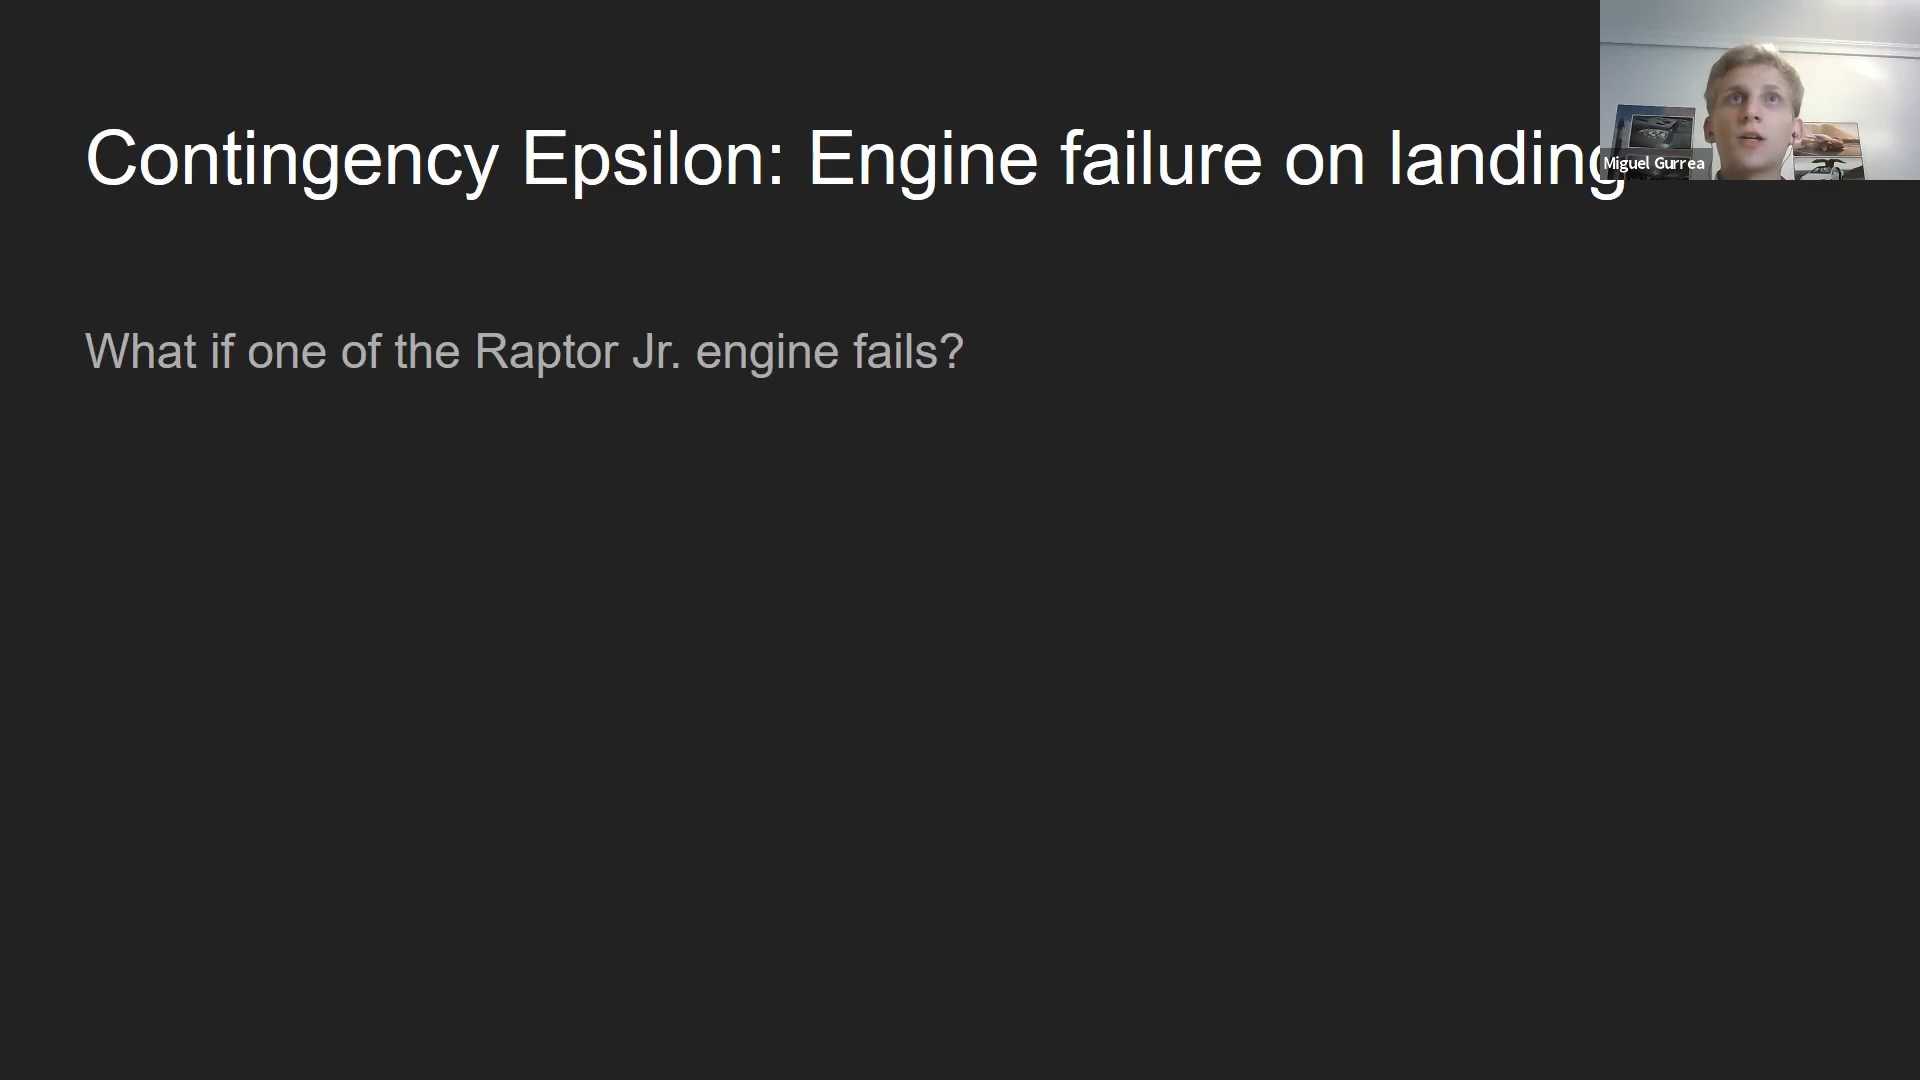 Contingency Epsilon: Engine failure on landing
Miguel Gurrea
What if one of the Raptor Jr. engine fails?